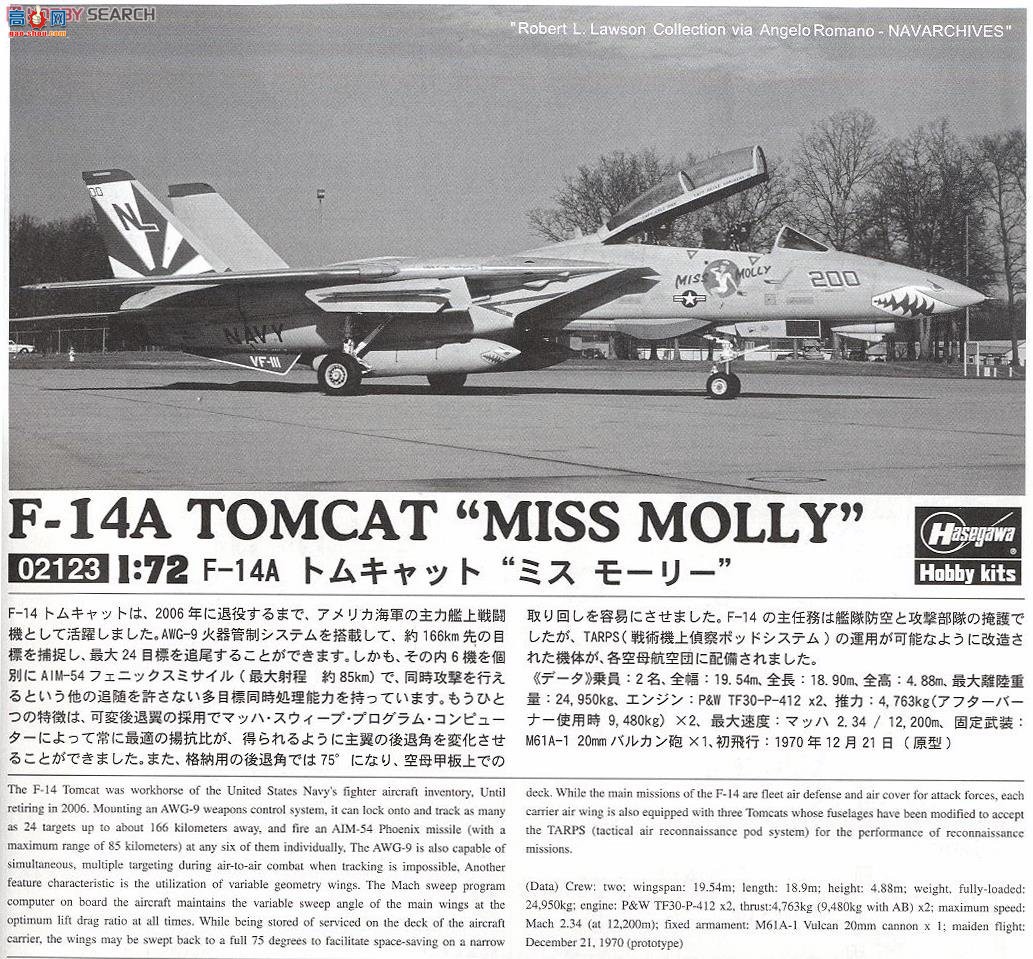 高手网
gao-shou.com
HOBBY SEARCH
"Robert L. Lawson Collection via Angelo Romano - NAVARCHIVES"
00
NL
MISS MOLLY
200
NAVY
VF-111
F-14A TOMCAT “MISS MOLLY”
Hasegawa
Hobby kits
02123 1:72 F-14A トムキャット “ミス モーリー”
F-14 トムキャットは、2006 年に退役するまで、アメリカ海軍の主力艦上戦闘
機として活躍しました。AWG-9 火器管制システムを搭載して、約 166km 先の目
標を捕捉し、最大 24 目標を追尾することができます。しかも、その内 6 機を個
別に AIM-54 フェニックスミサイル（最大射程 約 85km）で、同時攻撃を行え
るという他の追随を許さない多目標同時処理能力を持っています。もうひと
つの特徴は、可変後退翼の採用でマッハ・スウィープ・プログラム・コンピュー
ターによって常に最適の揚抗比が、得られるように主翼の後退角を変化させ
ることができました。また、格納用の後退角では 75° になり、空母甲板上での
取り回しを容易にさせました。F-14 の主任務は艦隊防空と攻撃部隊の掩護で
したが、TARPS（戦術機上偵察ポッドシステム）の運用が可能なように改造さ
れた機体が、各空母航空団に配備されました。
《データ》乗員：2 名、全幅：19.54m、全長：18.90m、全高：4.88m、最大離陸重
量：24,950kg、エンジン：P&W TF30-P-412 x2、推力：4,763kg（アフターバー
ナー使用時 9,480kg）×2、最大速度：マッハ 2.34 / 12,200m、固定武装：
M61A-1 20mm バルカン砲 ×1、初飛行：1970 年 12 月 21 日（原型）
The F-14 Tomcat was workhorse of the United States Navy's fighter aircraft inventory, Until
retiring in 2006. Mounting an AWG-9 weapons control system, it can lock onto and track as many
as 24 targets up to about 166 kilometers away, and fire an AIM-54 Phoenix missile (with a
maximum range of 85 kilometers) at any six of them individually. The AWG-9 is also capable of
simultaneous, multiple targeting during air-to-air combat when tracking is impossible. Another
feature characteristic is the utilization of variable geometry wings. The Mach sweep program
computer on board the aircraft maintains the variable sweep angle of the main wings at the
optimum lift drag ratio at all times. While being stored of serviced on the deck of the aircraft
carrier, the wings may be swept back to a full 75 degrees to facilitate space-saving on a narrow
deck. While the main missions of the F-14 are fleet air defense and air cover for attack forces, each
carrier air wing is also equipped with three Tomcats whose fuselages have been modified to accept
the TARPS (tactical air reconnaissance pod system) for the performance of reconnaissance
missions.
(Data) Crew: two; wingspan: 19.54m; length: 18.9m; height: 4.88m; weight, fully-loaded:
24,950kg; engine: P&W TF30-P-412 x2, thrust:4,763kg (9,480kg with AB) x2; maximum speed:
Mach 2.34 (at 12,200m); fixed armament: M61A-1 Vulcan 20mm cannon x 1; maiden flight:
December 21, 1970 (prototype)